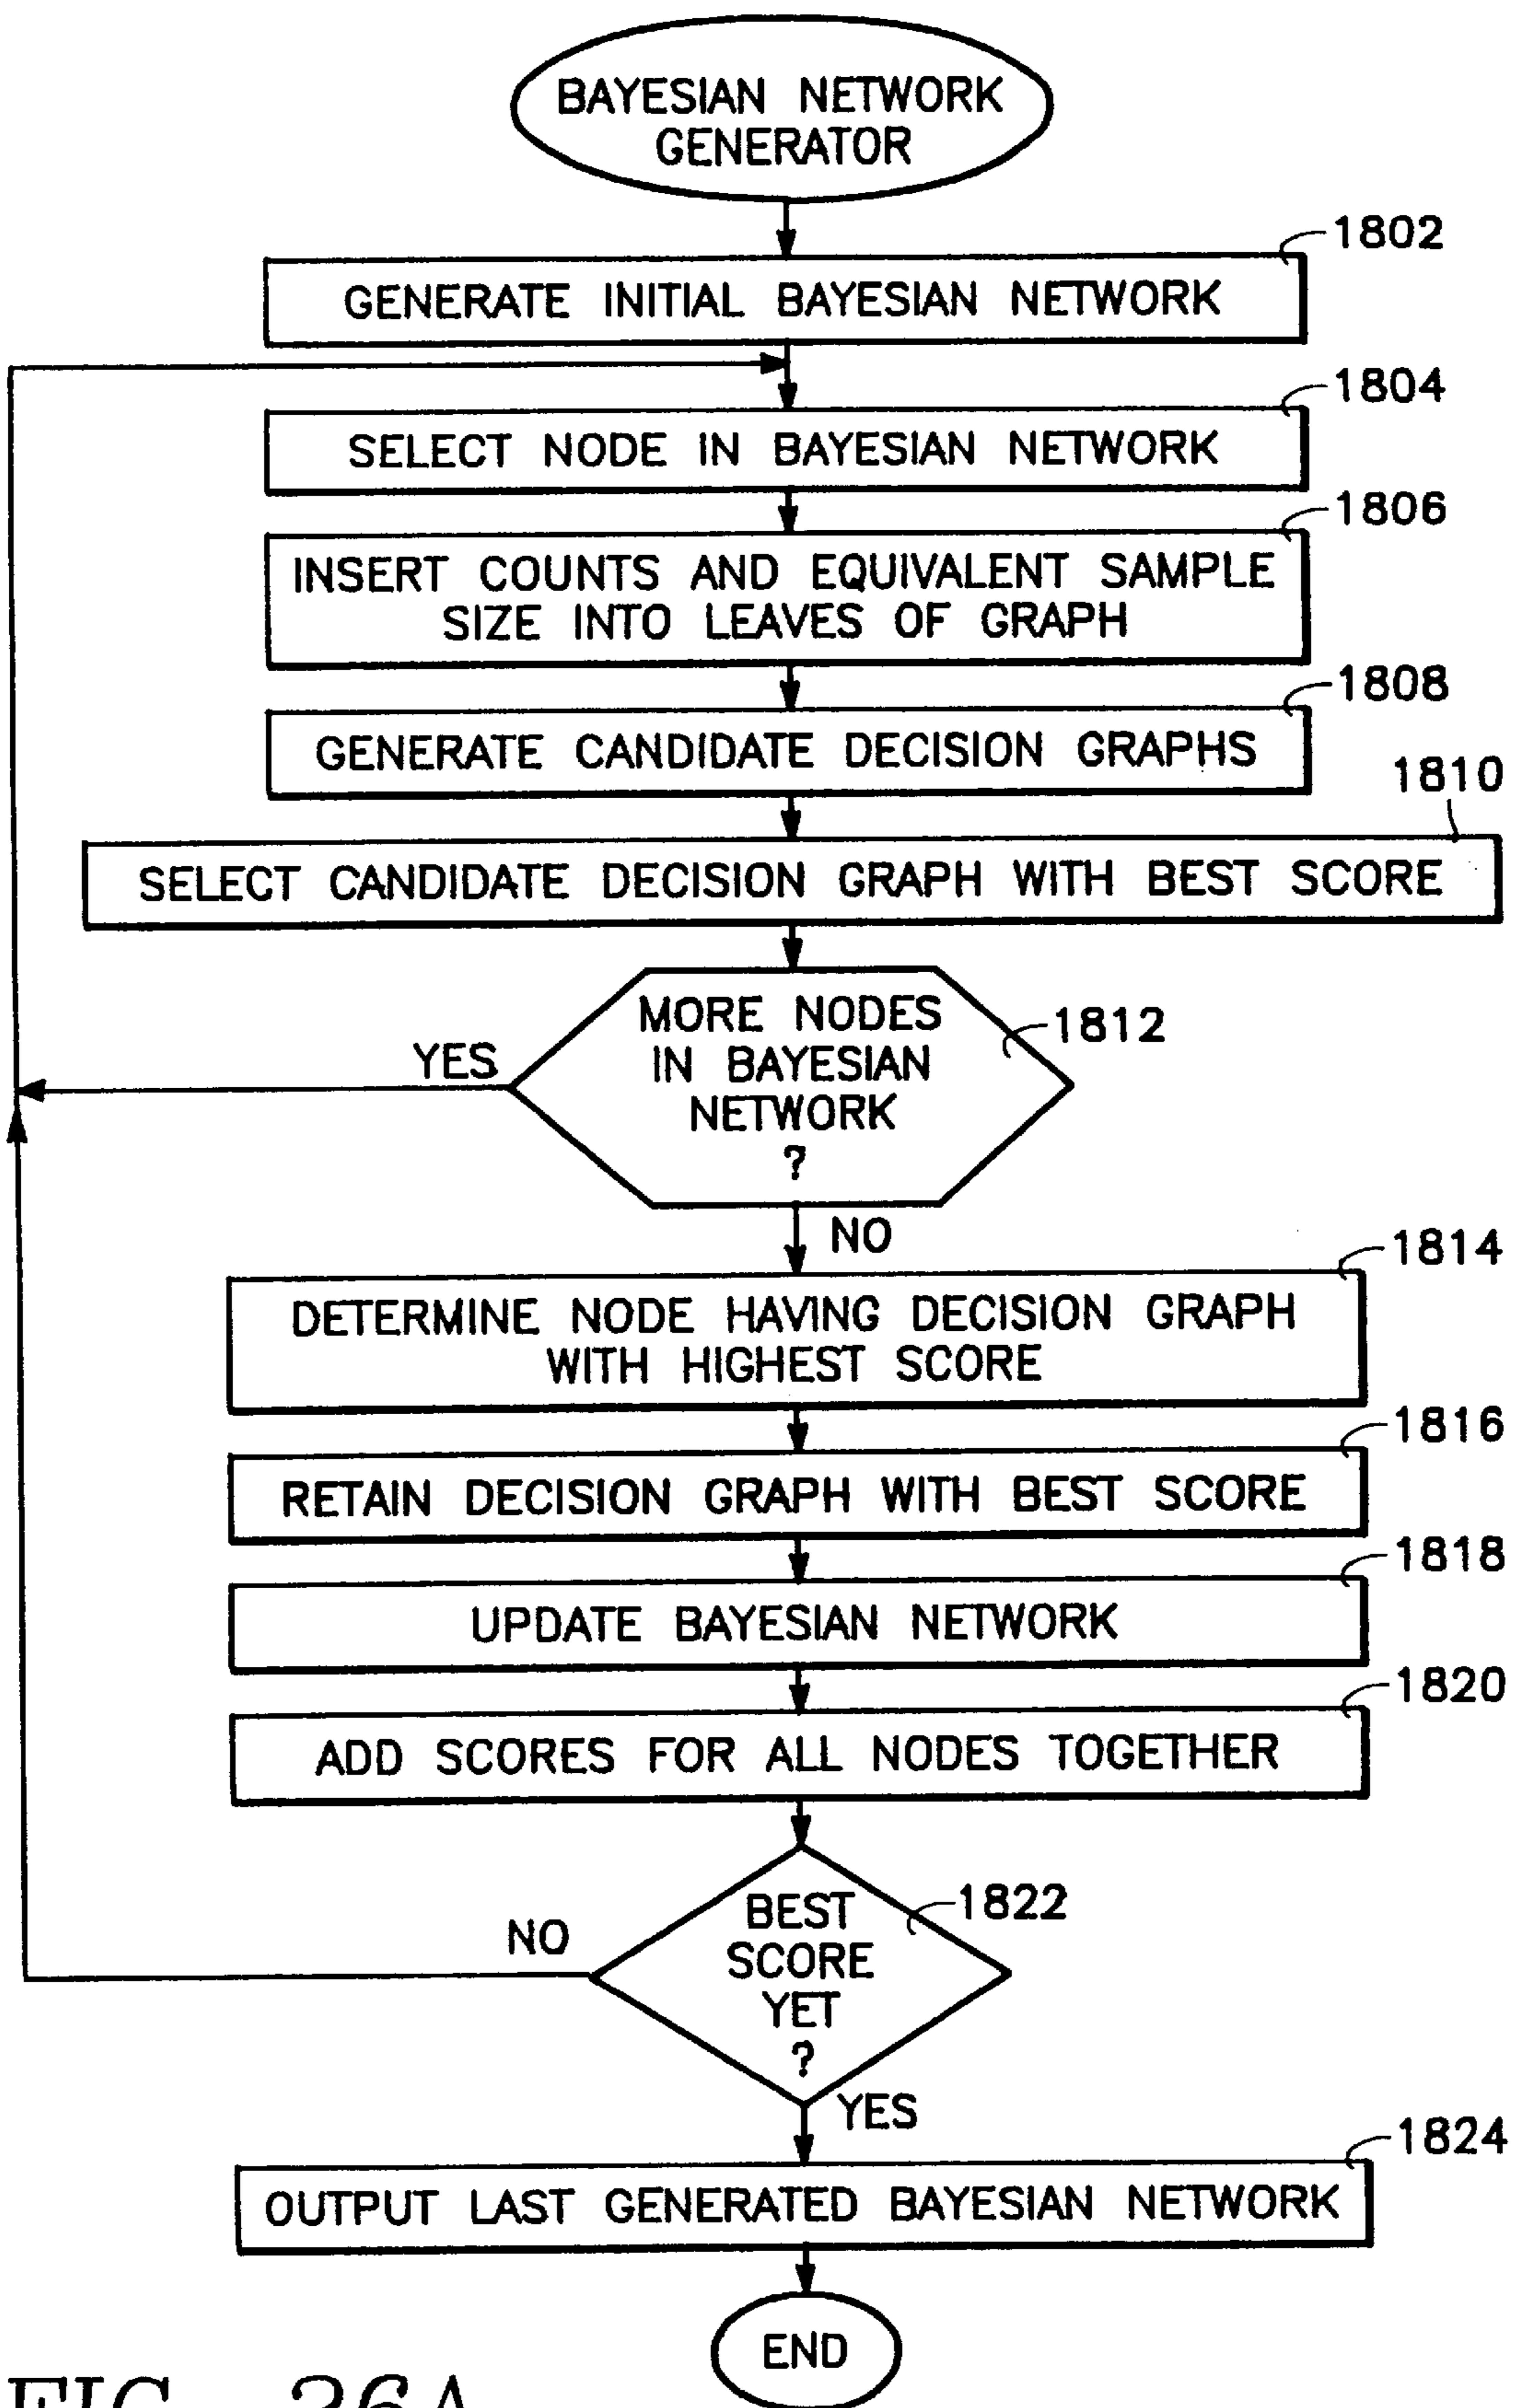 BAYESIAN NETWORK
GENERATOR
1802
GENERATE INITIAL BAYESIAN NETWORK
1804
SELECT NODE IN BAYESIAN NETWORK
1806
INSERT COUNTS AND EQUIVALENT SAMPLE
SIZE INTO LEAVES OF GRAPH
1808
GENERATE CANDIDATE DECISION GRAPHS
1810
SELECT CANDIDATE DECISION GRAPH WITH BEST SCORE
MORE NODES
IN BAYESIAN
NETWORK
?
1812
YES
NO
1814
DETERMINE NODE HAVING DECISION GRAPH
WITH HIGHEST SCORE
1816
RETAIN DECISION GRAPH WITH BEST SCORE
1818
UPDATE BAYESIAN NETWORK
1820
ADD SCORES FOR ALL NODES TOGETHER
BEST
SCORE
YET
?
1822
NO
YES
1824
OUTPUT LAST GENERATED BAYESIAN NETWORK
END
FIG. 26A